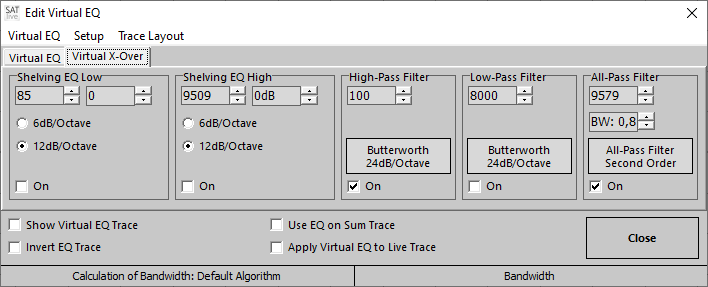 SAT
live.
Edit Virtual EQ
Virtual EQ Setup Trace Layout
Virtual EQ Virtual X-Over
Shelving EQ Low
85 0
6dB/Octave
12dB/Octave
On
Shelving EQ High
9509 0dB
6dB/Octave
12dB/Octave
On
High-Pass Filter
100
Butterworth
24dB/Octave
On
Low-Pass Filter
8000
Butterworth
24dB/Octave
On
All-Pass Filter
9579
BW: 0,8
All-Pass Filter
Second Order
On
Show Virtual EQ Trace
Use EQ on Sum Trace
Invert EQ Trace
Apply Virtual EQ to Live Trace
Close
Calculation of Bandwidth: Default Algorithm
Bandwidth